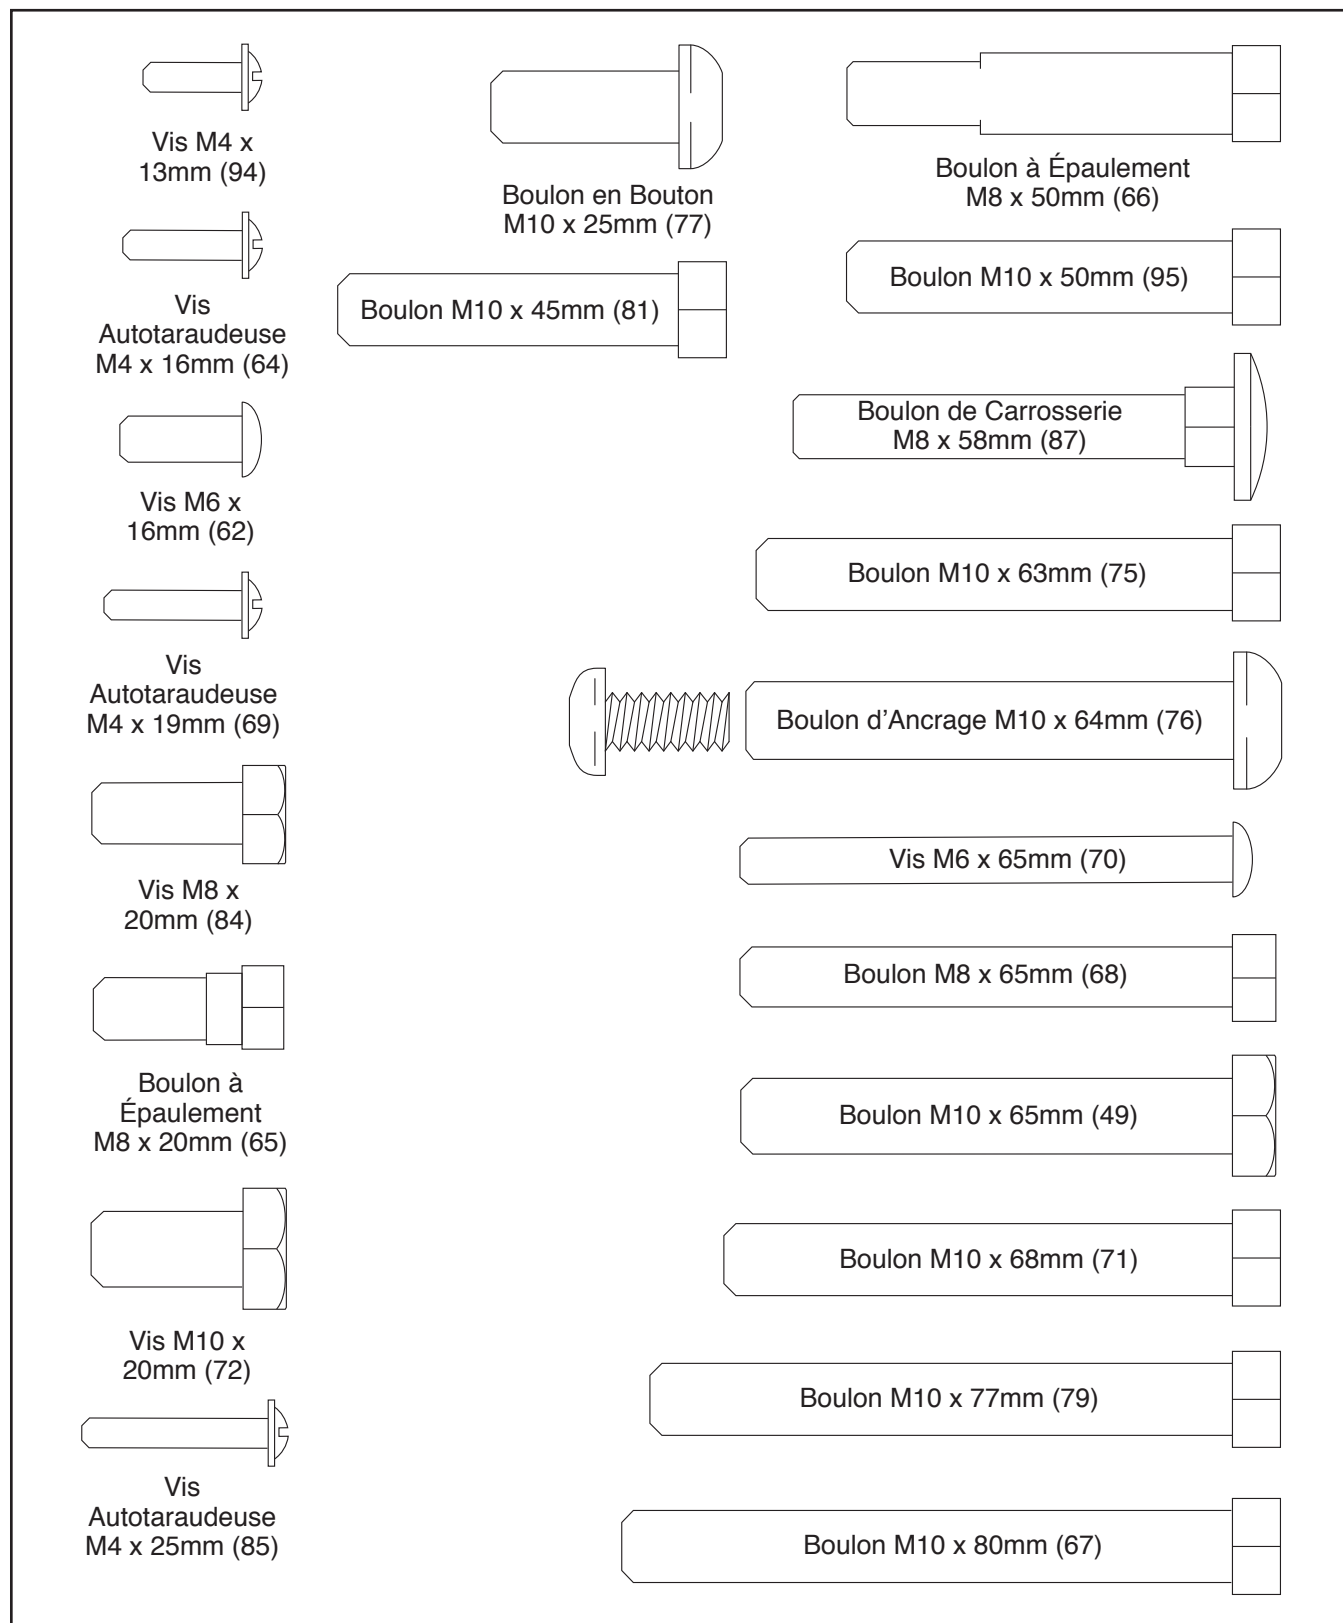 Vis M4 x
13mm (94)
Vis
Autotaraudeuse
M4 x 16mm (64)
Vis M6 x
16mm (62)
Vis
Autotaraudeuse
M4 x 19mm (69)
Vis M8 x
20mm (84)
Boulon à
Épaulement
M8 x 20mm (65)
Vis M10 x
20mm (72)
Vis
Autotaraudeuse
M4 x 25mm (85)
Boulon en Bouton
M10 x 25mm (77)
Boulon M10 x 45mm (81)
Boulon à Épaulement
M8 x 50mm (66)
Boulon M10 x 50mm (95)
Boulon de Carrosserie
M8 x 58mm (87)
Boulon M10 x 63mm (75)
Boulon d’Ancrage M10 x 64mm (76)
Vis M6 x 65mm (70)
Boulon M8 x 65mm (68)
Boulon M10 x 65mm (49)
Boulon M10 x 68mm (71)
Boulon M10 x 77mm (79)
Boulon M10 x 80mm (67)